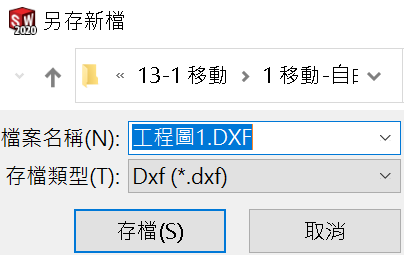 SW 2020 另存新檔
« 13-1 移動 > 1 移動-自
檔案名稱(N): 工程圖1.DXF
存檔類型(T): Dxf (*.dxf)
存檔(S) 取消